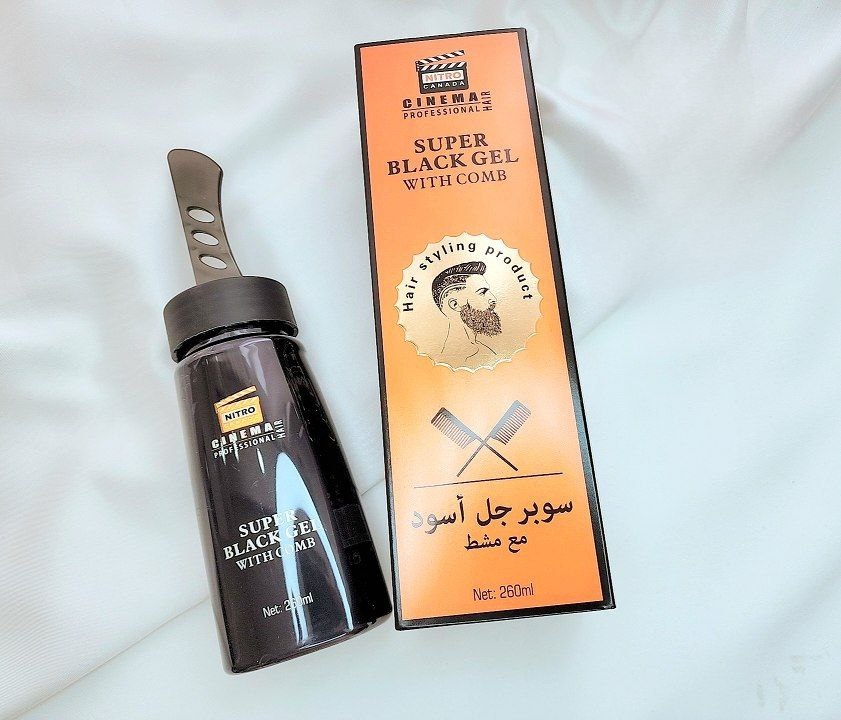 NITRO
CANADA
CINEMA HAIR
PROFESSIONAL
SUPER
BLACK GEL
WITH COMB
Hair styling product
سوبر جل أسود
مع مشط
Net: 260ml
NITRO
CINEMA HAIR
PROFESSIONAL
SUPER
BLACK GEL
WITH COMB
Net: 260ml